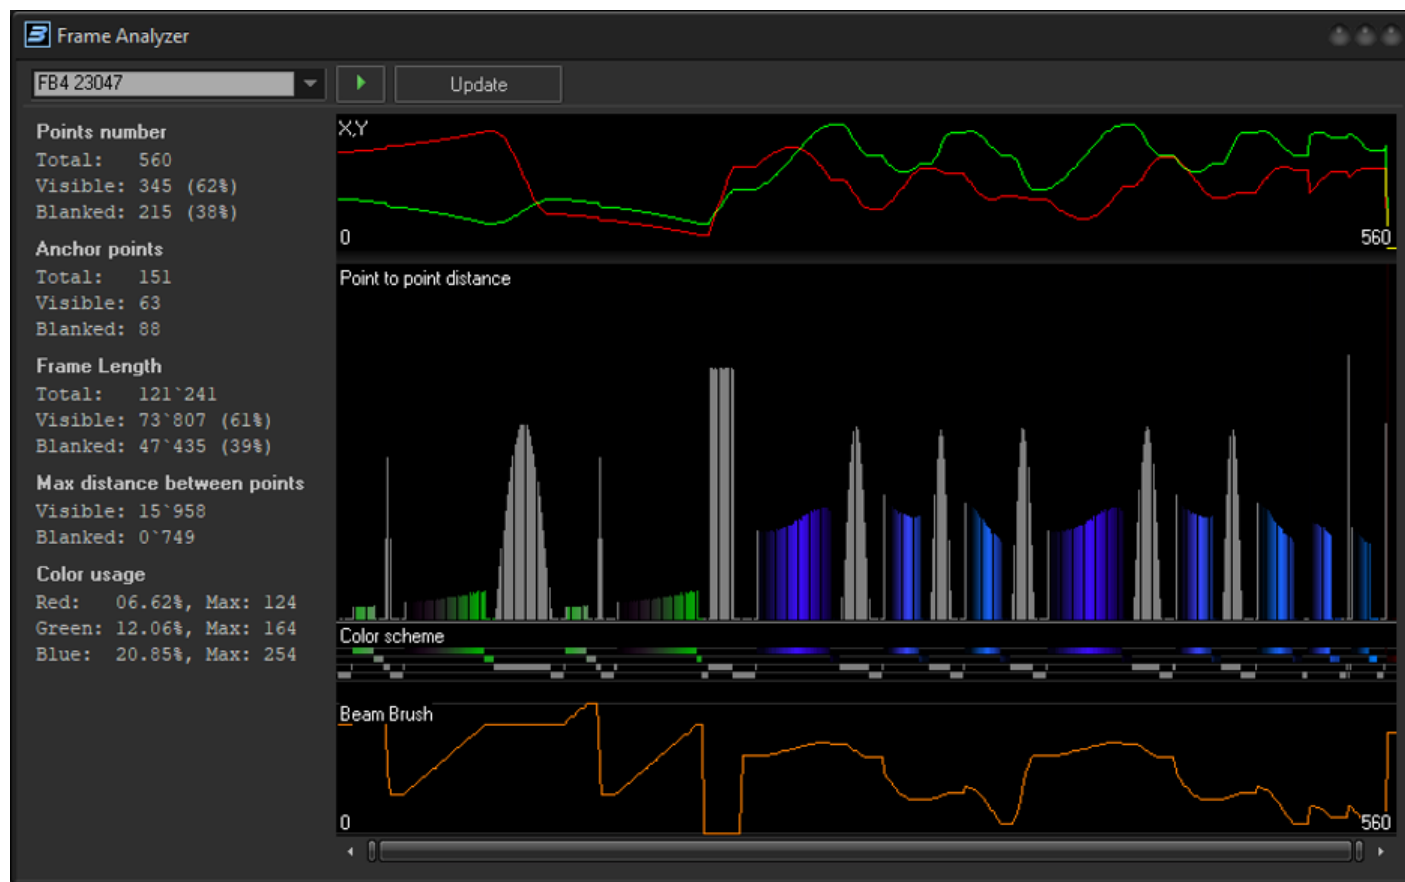 Frame Analyzer
FB4 23047
Update
Points number
Total: 560
Visible: 345 (62%)
Blanked: 215 (38%)
Anchor points
Total: 151
Visible: 63
Blanked: 88
Frame Length
Total: 121`241
Visible: 73`807 (61%)
Blanked: 47`435 (39%)
Max distance between points
Visible: 15`958
Blanked: 0`749
Color usage
Red: 06.62%, Max: 124
Green: 12.06%, Max: 164
Blue: 20.85%, Max: 254
X,Y
0
560
Point to point distance
Color scheme
Beam Brush
0
560